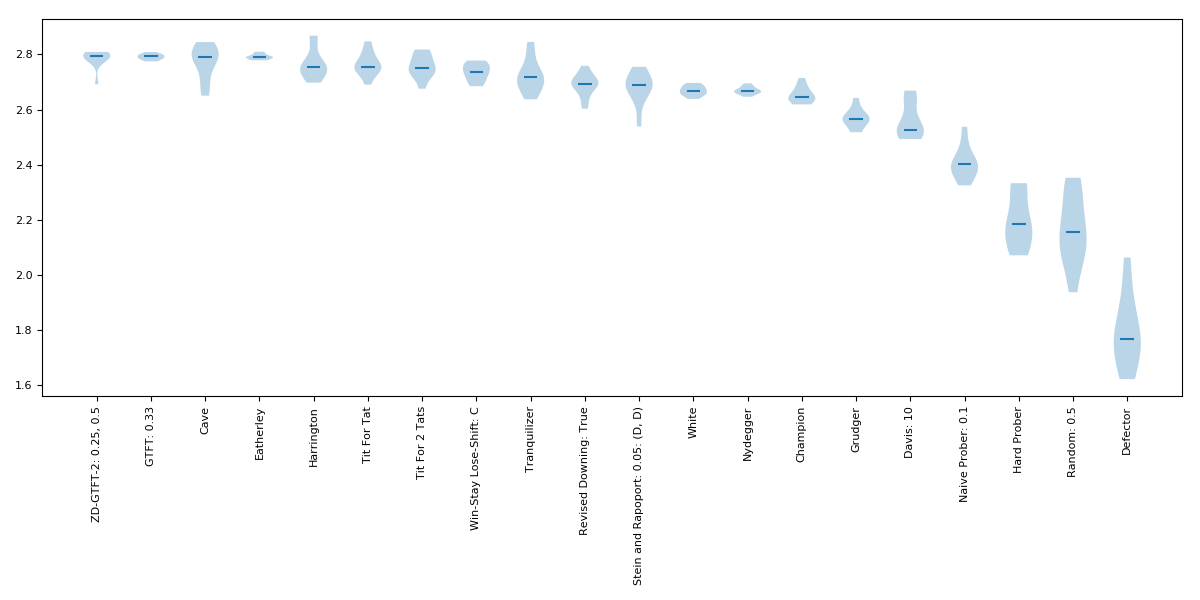 2.8
2.6
2.4
2.2
2.0
1.8
1.6
ZD-GTFT-2: 0.25, 0.5
GTFT: 0.33
Cave
Eatherley
Harrington
Tit For Tat
Tit For 2 Tats
Win-Stay Lose-Shift: C
Tranquilizer
Revised Downing: True
Stein and Rapoport: 0.05: (D, D)
White
Nydegger
Champion
Grudger
Davis: 10
Naive Prober: 0.1
Hard Prober
Random: 0.5
Defector